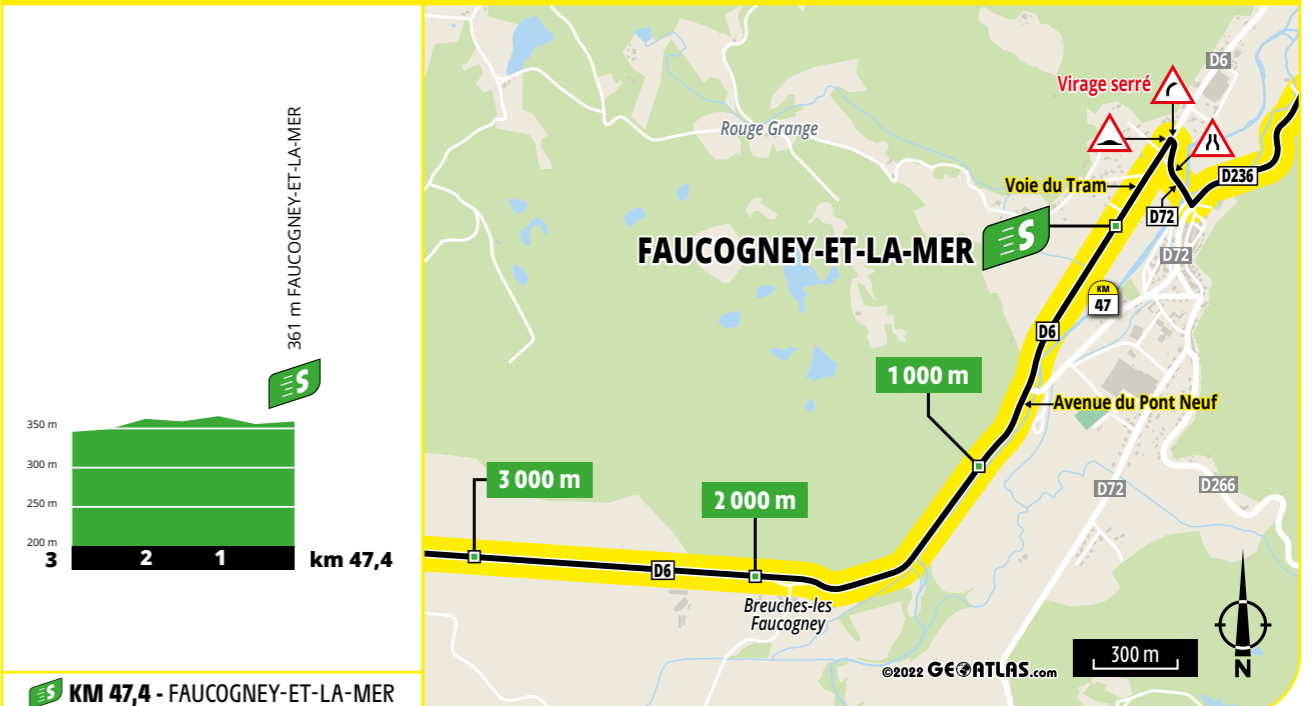 361 m FAUCOGNEY-ET-LA-MER
S
350 m
300 m
250 m
200 m
3 2 1 km 47,4
S KM 47,4 - FAUCOGNEY-ET-LA-MER
D6
Virage serré
Rouge Grange
Voie du Tram
D236
D72
FAUCOGNEY-ET-LA-MER S
D72
KM
47
D6
1 000 m
Avenue du Pont Neuf
3 000 m
2 000 m
D72
D266
D6
Breuches-les
Faucogney
300 m
©2022 GEOATLAS.com
N